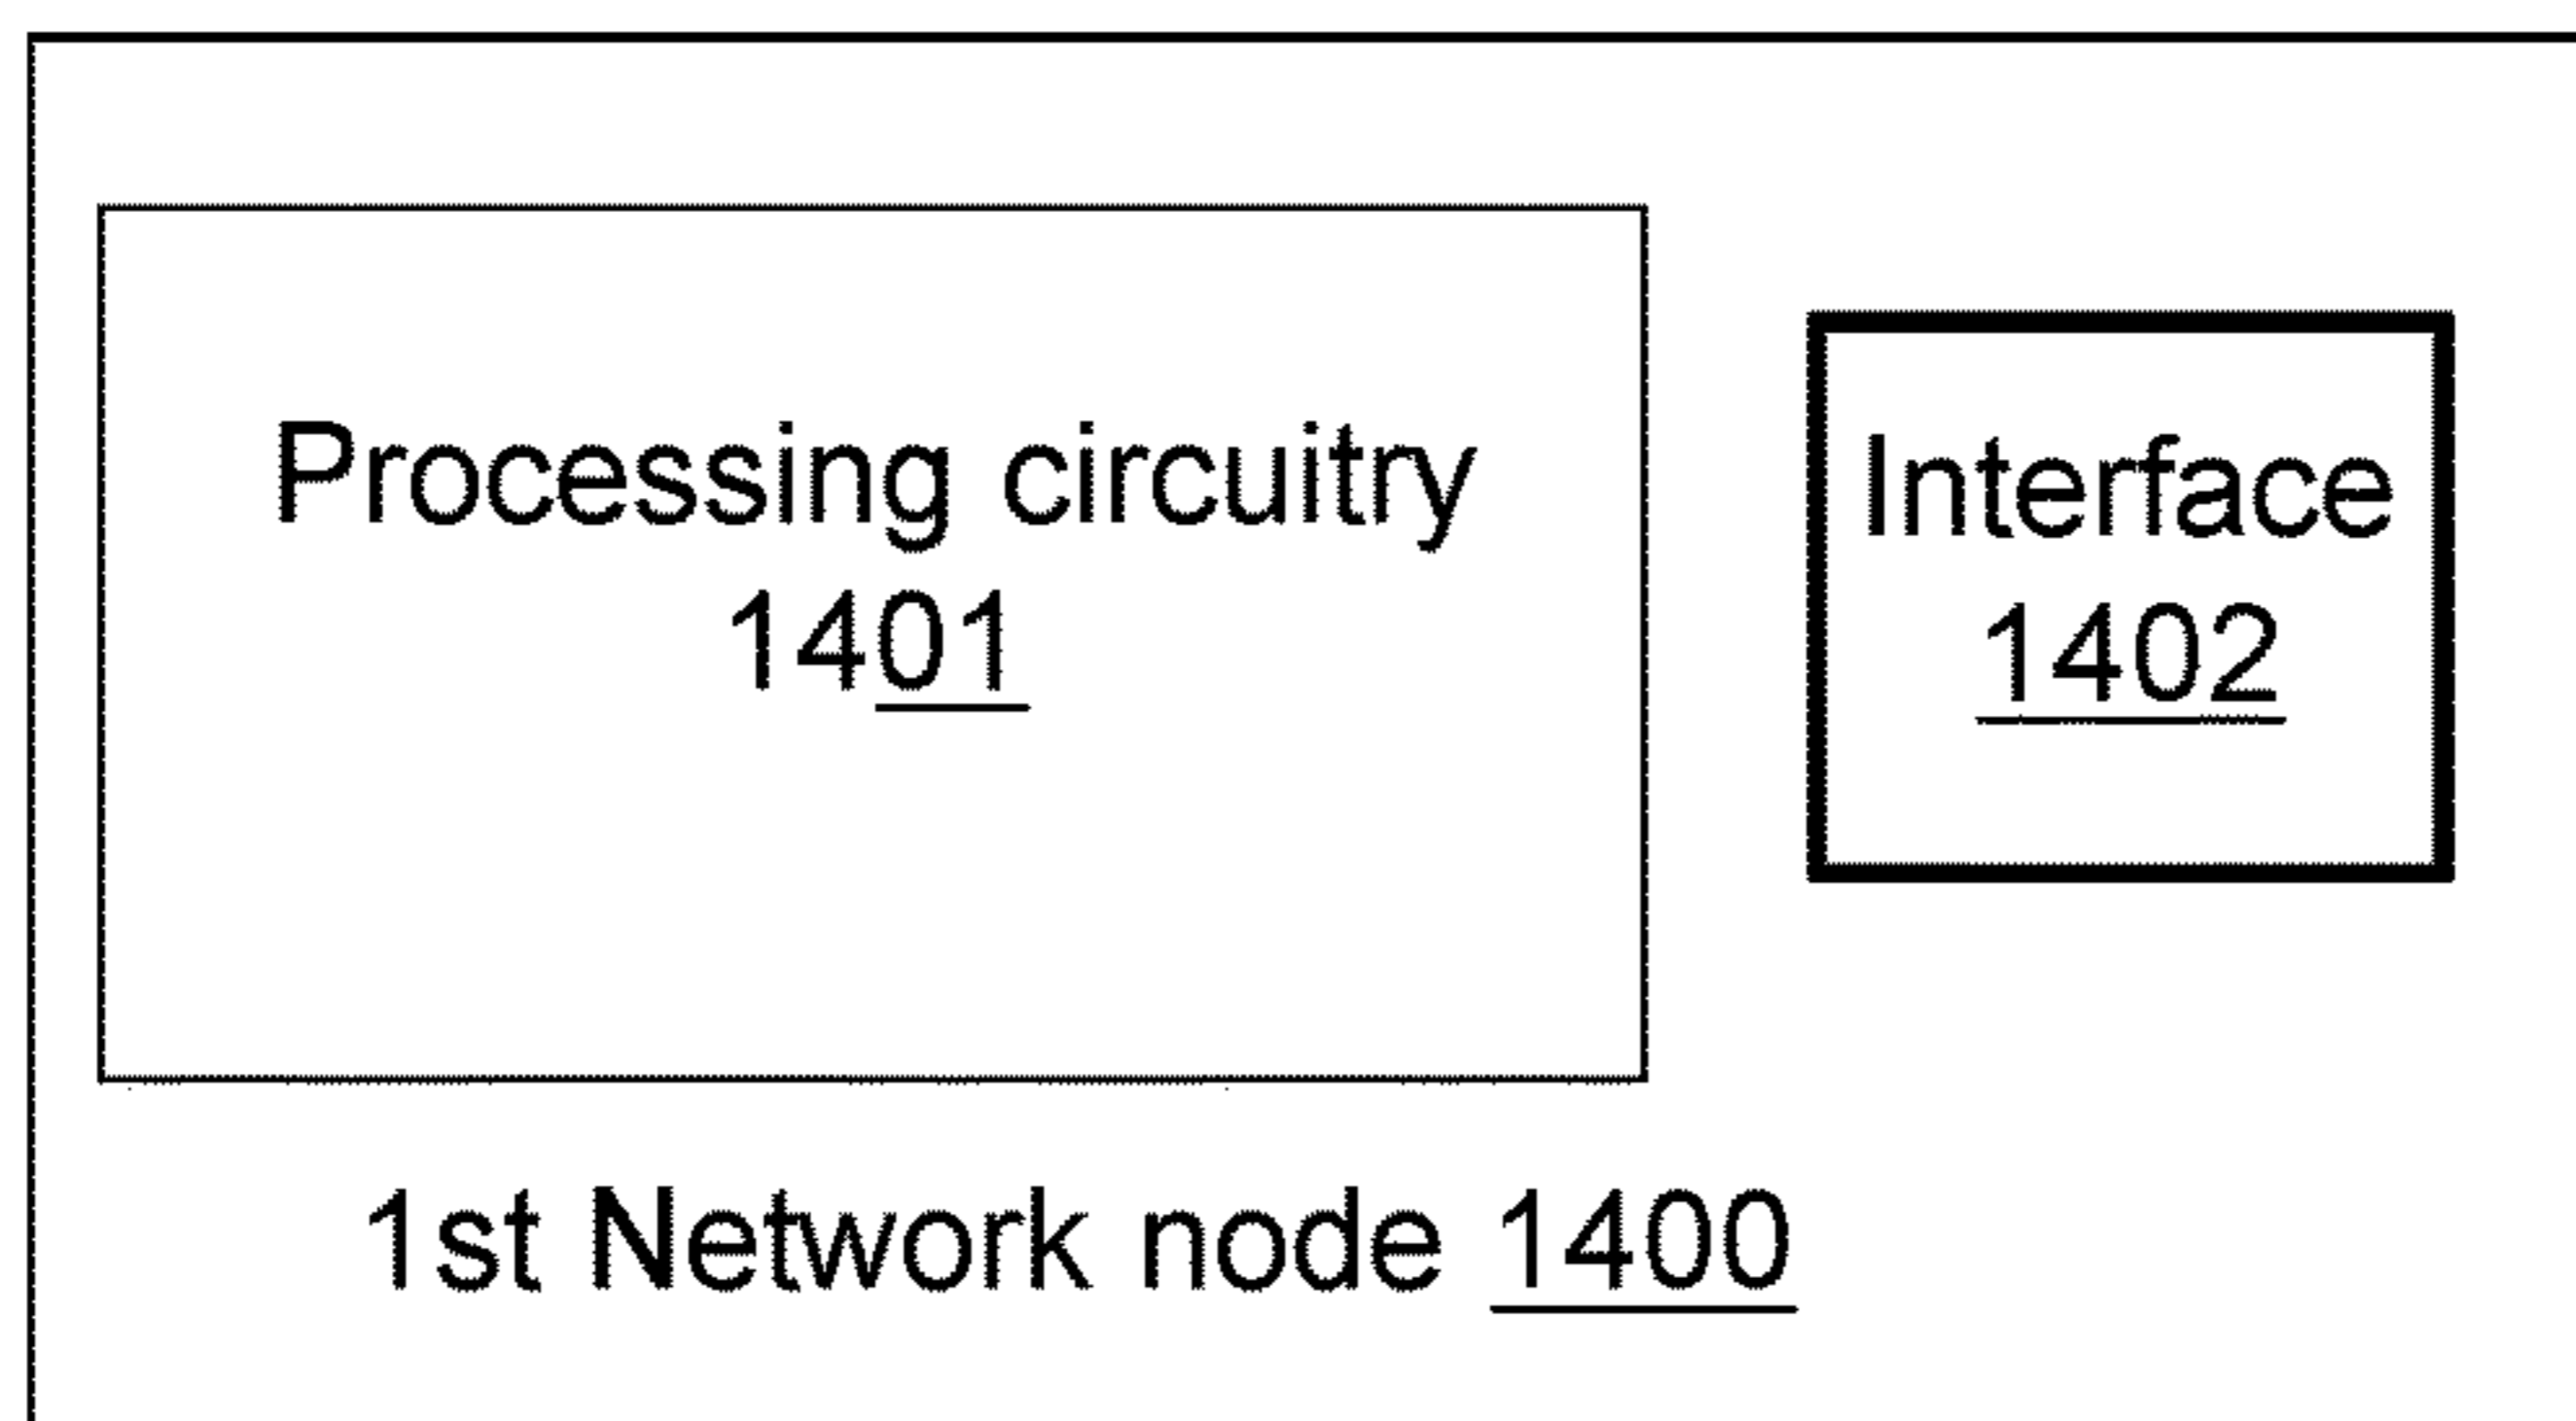 Processing circuitry
1401
Interface
1402
1st Network node 1400